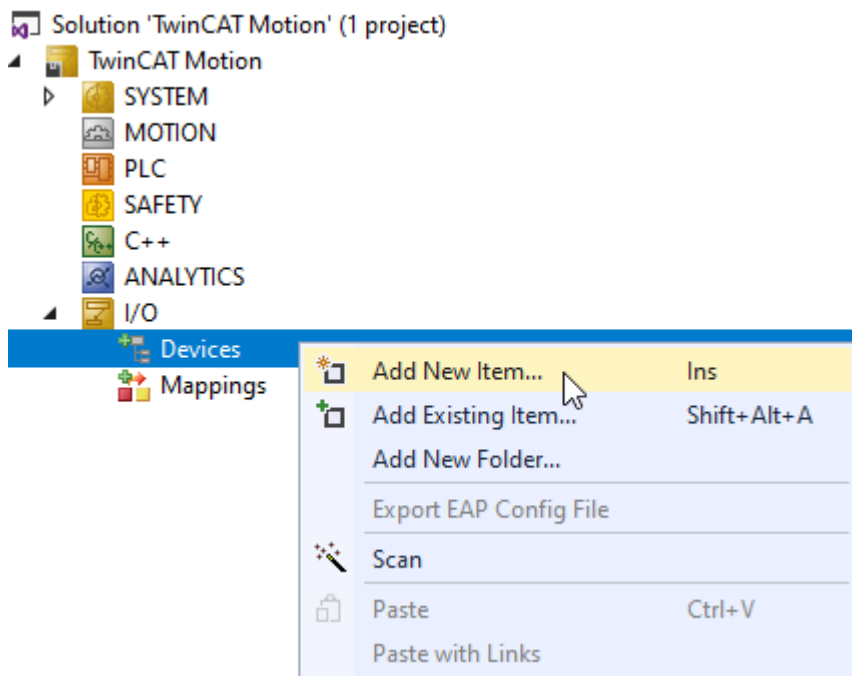 Solution 'TwinCAT Motion' (1 project)
TwinCAT Motion
SYSTEM
MOTION
PLC
SAFETY
C++
ANALYTICS
I/O
Devices
Mappings
Add New Item... Ins
Add Existing Item... Shift+Alt+A
Add New Folder...
Export EAP Config File
Scan
Paste Ctrl+V
Paste with Links